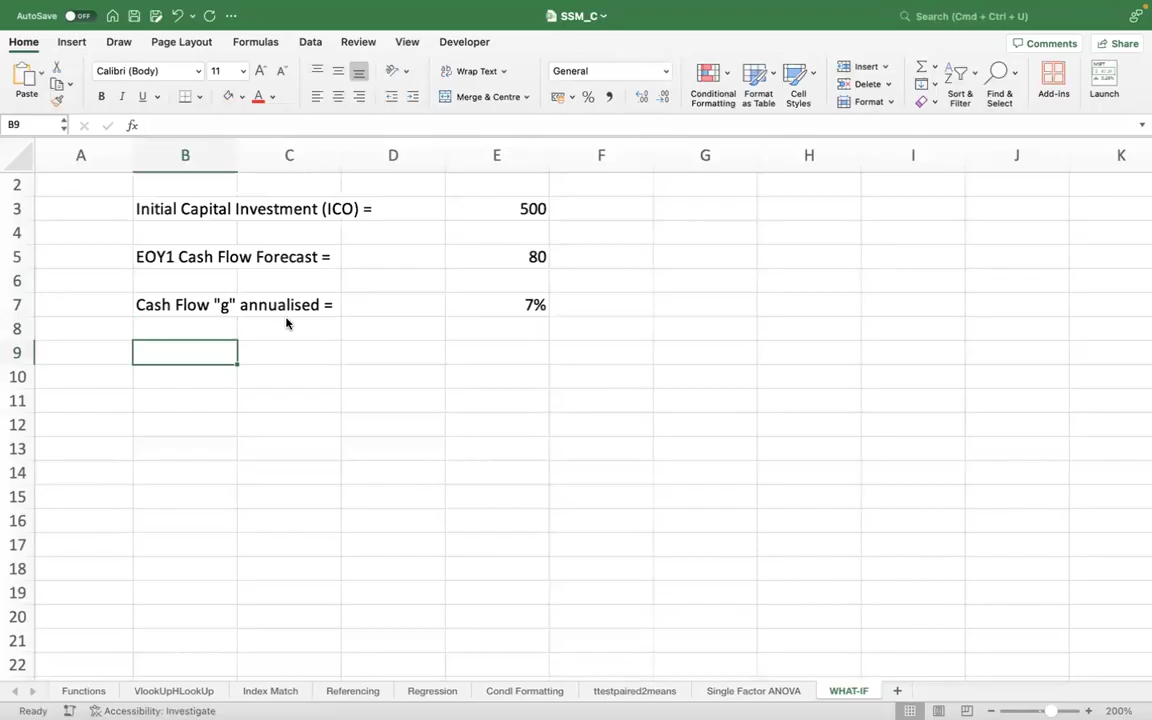 AutoSave OFF
SSM_C
Search (Cmd + Ctrl + U)
Home Insert Draw Page Layout Formulas Data Review View Developer
Comments Share
Paste
Calibri (Body) 11
B I U
Wrap Text
Merge & Centre
General
Conditional Formatting
Format as Table
Cell Styles
Insert
Delete
Format
Sort & Filter
Find & Select
Add-ins
Launch
B9 fx
A B C D E F G H I J K
2
3 Initial Capital Investment (ICO) = 500
4
5 EOY1 Cash Flow Forecast = 80
6
7 Cash Flow "g" annualised = 7%
8
9
10
11
12
13
14
15
16
17
18
19
20
21
22
Functions VlookUpHLookUp Index Match Referencing Regression Condl Formatting ttestpaired2means Single Factor ANOVA WHAT-IF +
Ready Accessibility: Investigate 200%